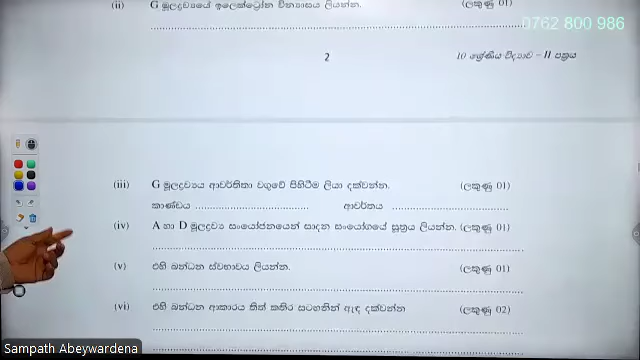 (ii) G මූලද්‍රව්‍යයේ ඉලෙක්ට්‍රෝන වින්‍යාසය ලියන්න. (ලකුණු 01)
0762 800 986
2 10 ශ්‍රේණිය විද්‍යාව – II පත්‍රය
(iii) G මූලද්‍රව්‍යය ආවර්තිතා වගුවේ පිහිටීම ලියා දක්වන්න. (ලකුණු 01)
කාණ්ඩය ........................ ආවර්තය ........................
(iv) A හා D මූලද්‍රව්‍ය සංයෝජනයෙන් සාදන සංයෝගයේ සූත්‍රය ලියන්න. (ලකුණු 01)
(v) එහි බන්ධන ස්වභාවය ලියන්න. (ලකුණු 01)
(vi) එහි බන්ධන ආකාරය තිත් කතිර සටහනින් ඇඳ දක්වන්න (ලකුණු 02)
Sampath Abeywardena